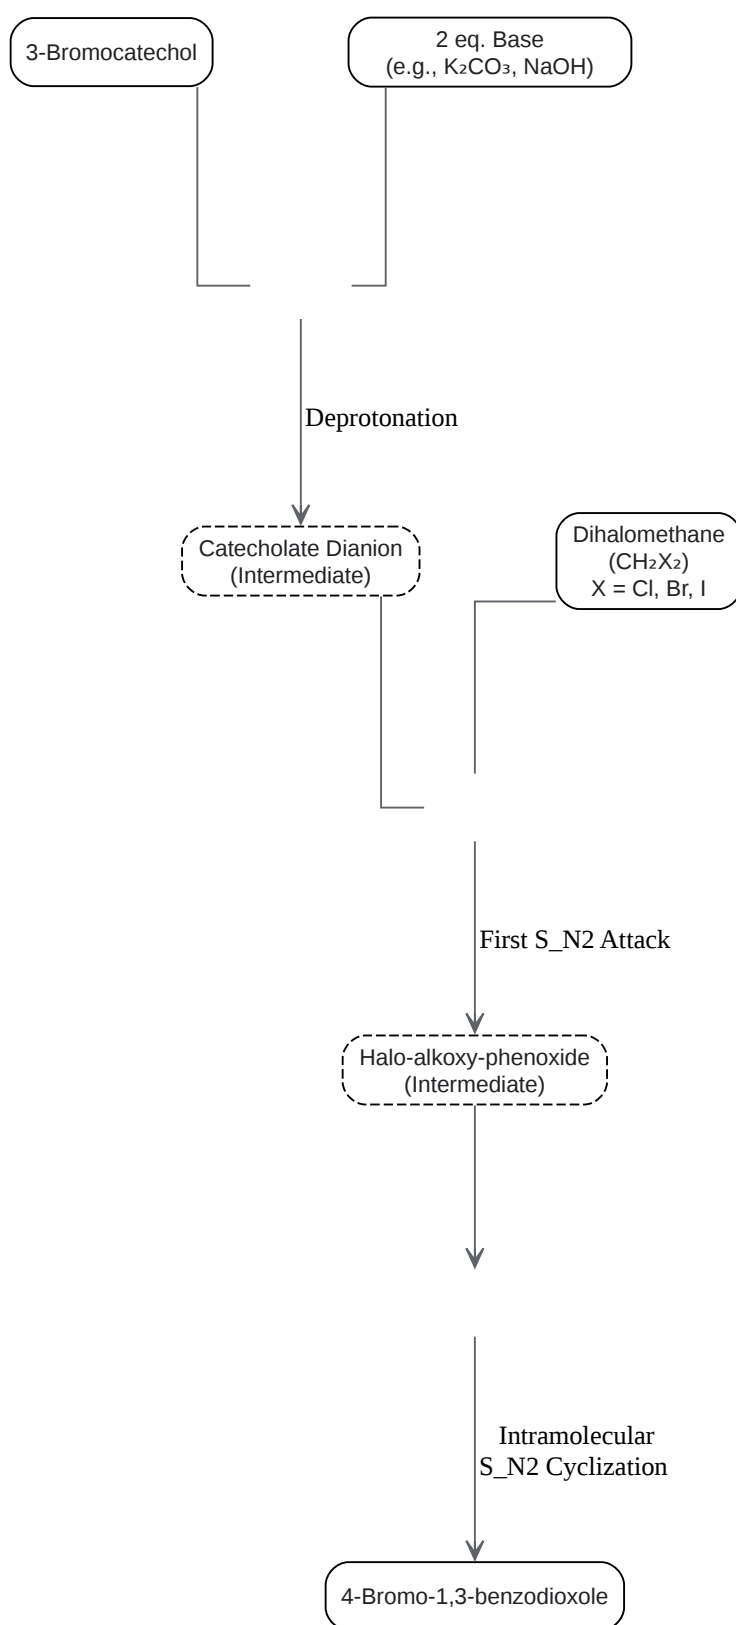 3-Bromocatechol
2 eq. Base
(e.g., K₂CO₃, NaOH)
Deprotonation
Catecholate Dianion
(Intermediate)
Dihalomethane
(CH₂X₂)
X = Cl, Br, I
First S_N2 Attack
Halo-alkoxy-phenoxide
(Intermediate)
Intramolecular
S_N2 Cyclization
4-Bromo-1,3-benzodioxole